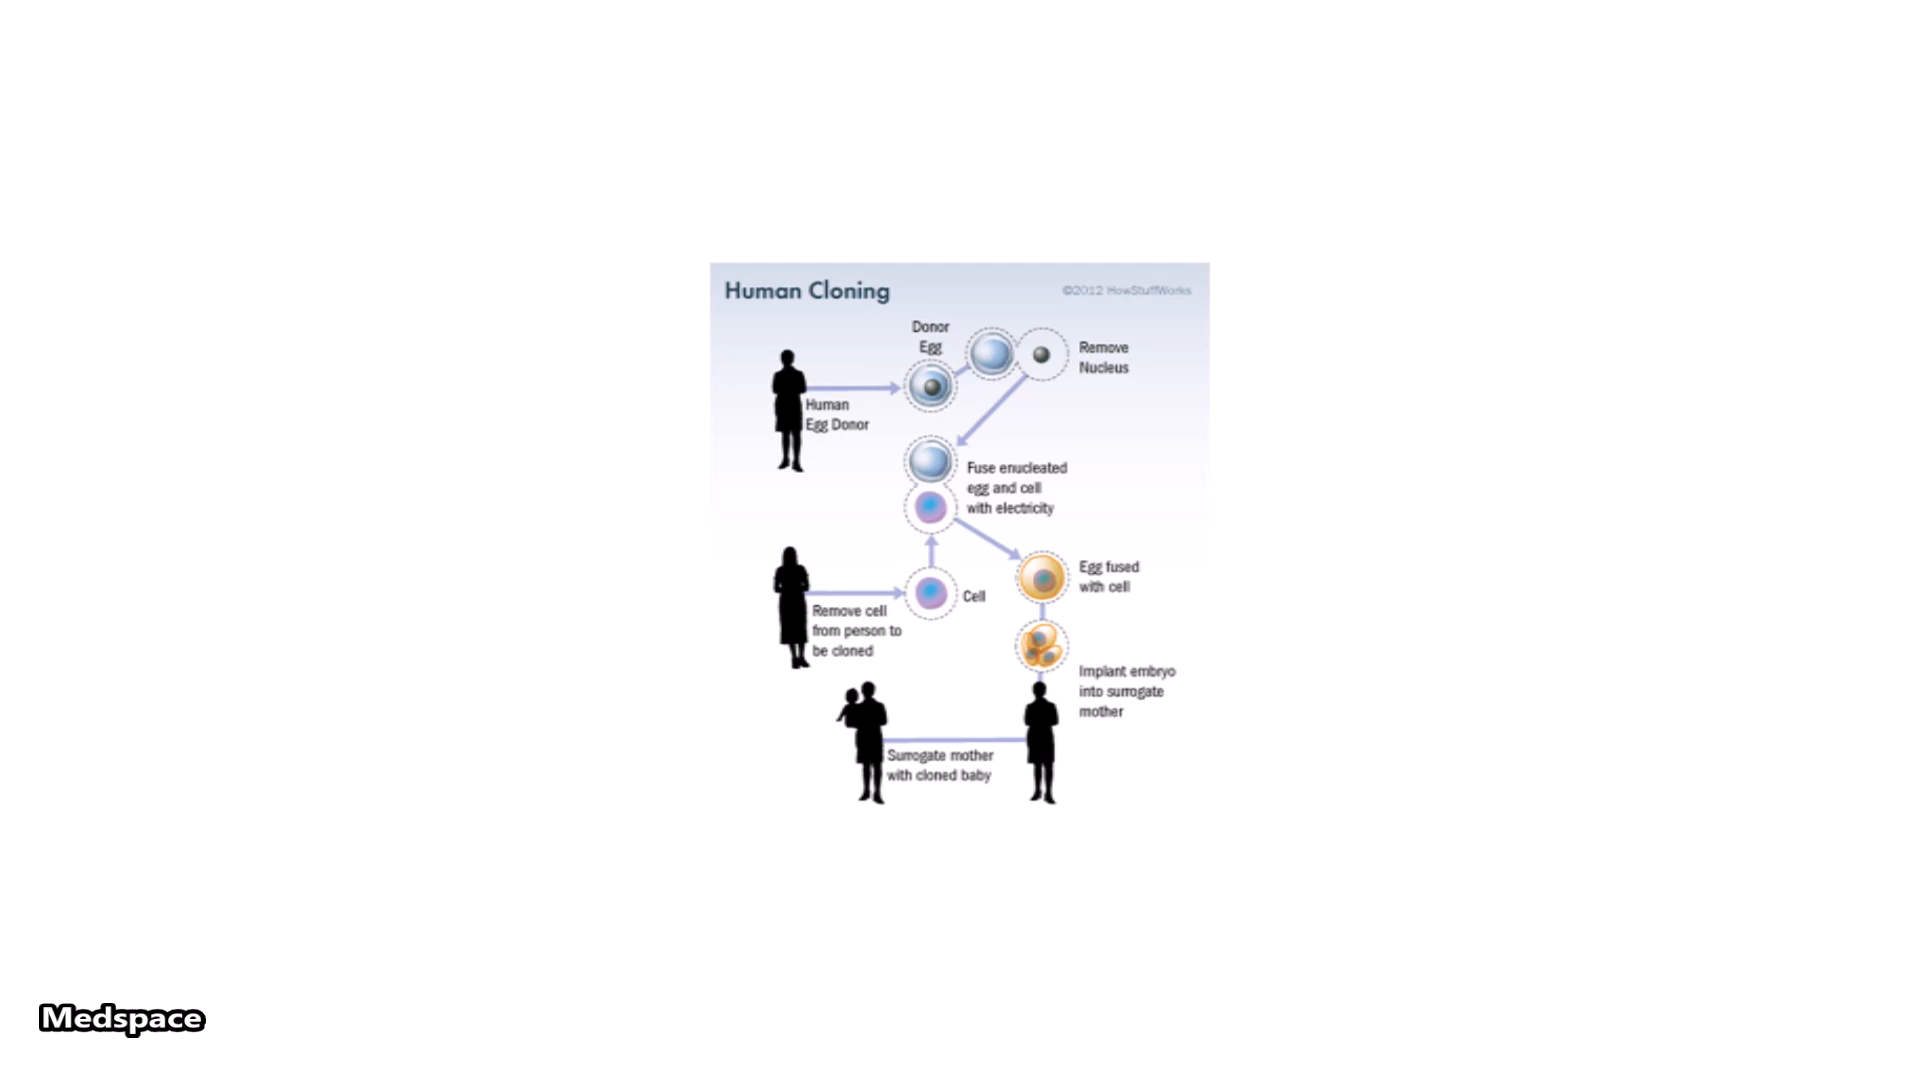 Human Cloning
©2012 HowStuffWorks
Donor
Egg
Remove
Nucleus
Human
Egg Donor
Fuse enucleated
egg and cell
with electricity
Egg fused
with cell
Cell
Remove cell
from person to
be cloned
Implant embryo
into surrogate
mother
Surrogate mother
with cloned baby
Medspace